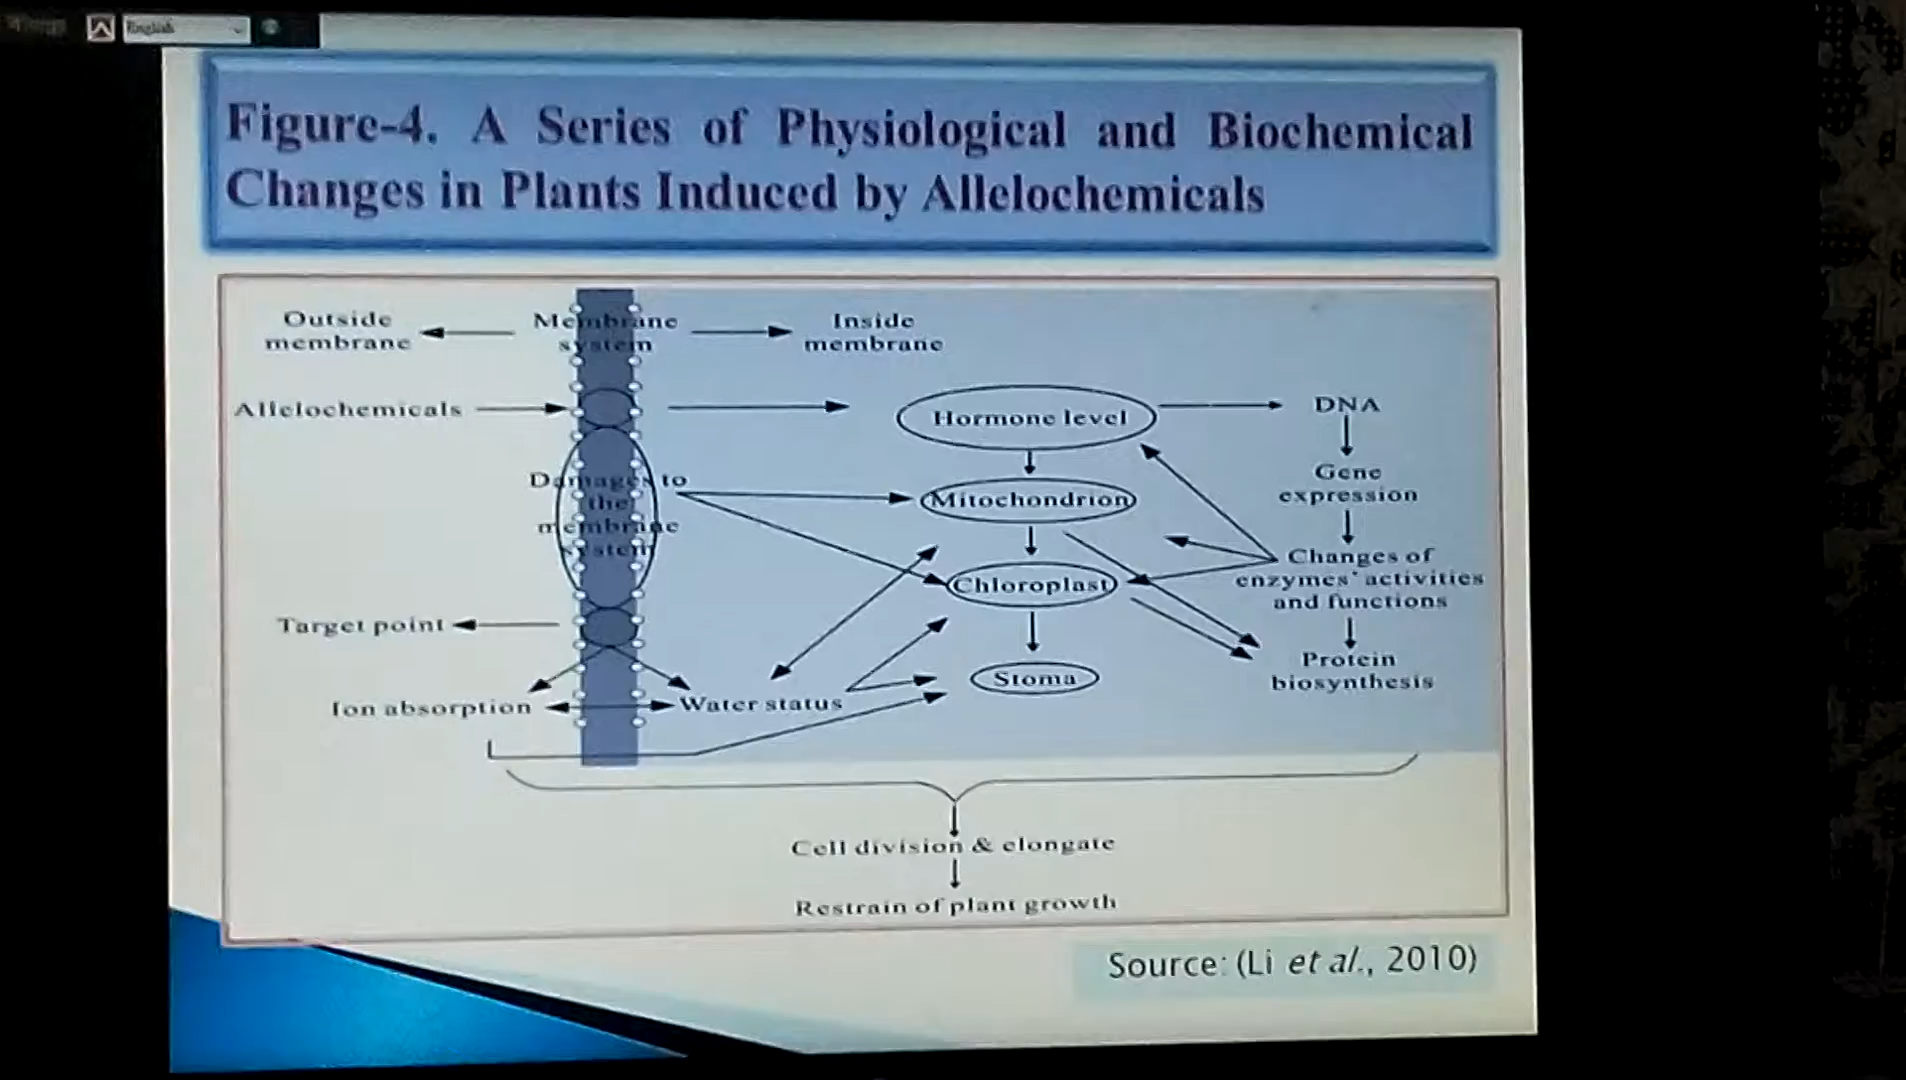 English
Figure-4. A Series of Physiological and Biochemical
Changes in Plants Induced by Allelochemicals
Outside
membrane
Membrane
system
Inside
membrane
Allelochemicals
Hormone level
DNA
Damages to
the
membrane
system
Mitochondrion
Gene
expression
Chloroplast
Changes of
enzymes' activities
and functions
Target point
Stoma
Protein
biosynthesis
Ion absorption
Water status
Cell division & elongate
Restrain of plant growth
Source: (Li et al., 2010)